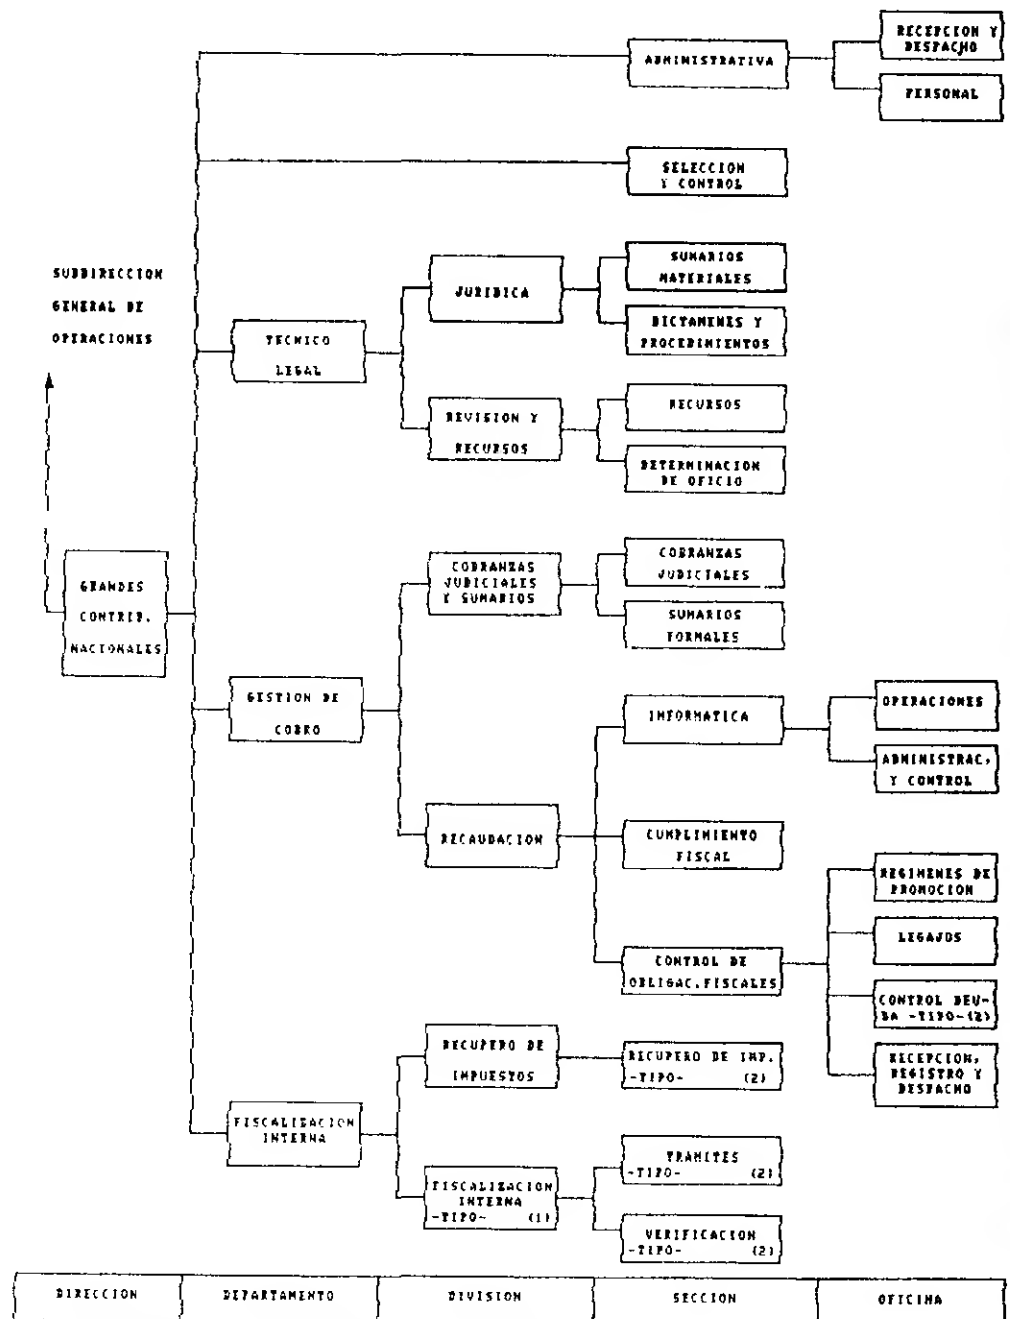 RECEPCION Y
DESPACHO
ADMINISTRATIVA
PERSONAL
SELECCION
Y CONTROL
SUBDIRECCION
GENERAL DE
OPERACIONES
SUMARIOS
MATERIALES
JURIDICA
DICTAMENES Y
PROCEDIMIENTOS
TECNICO
LEGAL
RECURSOS
REVISION Y
RECURSOS
DETERMINACION
DE OFICIO
GRANDES
CONTRIB.
NACIONALES
COBRANZAS
JUDICIALES
Y SUMARIOS
COBRANZAS
JUDICIALES
SUMARIOS
FORMALES
GESTION DE
COBRO
INFORMATICA
OPERACIONES
ADMINISTRAC.
Y CONTROL
RECAUDACION
CUMPLIMIENTO
FISCAL
REGIMENES DE
PROMOCION
LEGAJOS
CONTROL DE
OBLIGAC.FISCALES
CONTROL DEU-
DA -TIPO-(2)
RECEPCION,
REGISTRO Y
DESPACHO
RECUPERO DE
IMPUESTOS
RECUPERO DE IMP.
-TIPO- (2)
FISCALIZACION
INTERNA
TRAMITES
-TIPO- (2)
FISCALIZACION
INTERNA
-TIPO- (1)
VERIFICACION
-TIPO- (2)
DIRECCION DEPARTAMENTO DIVISION SECCION OFICINA